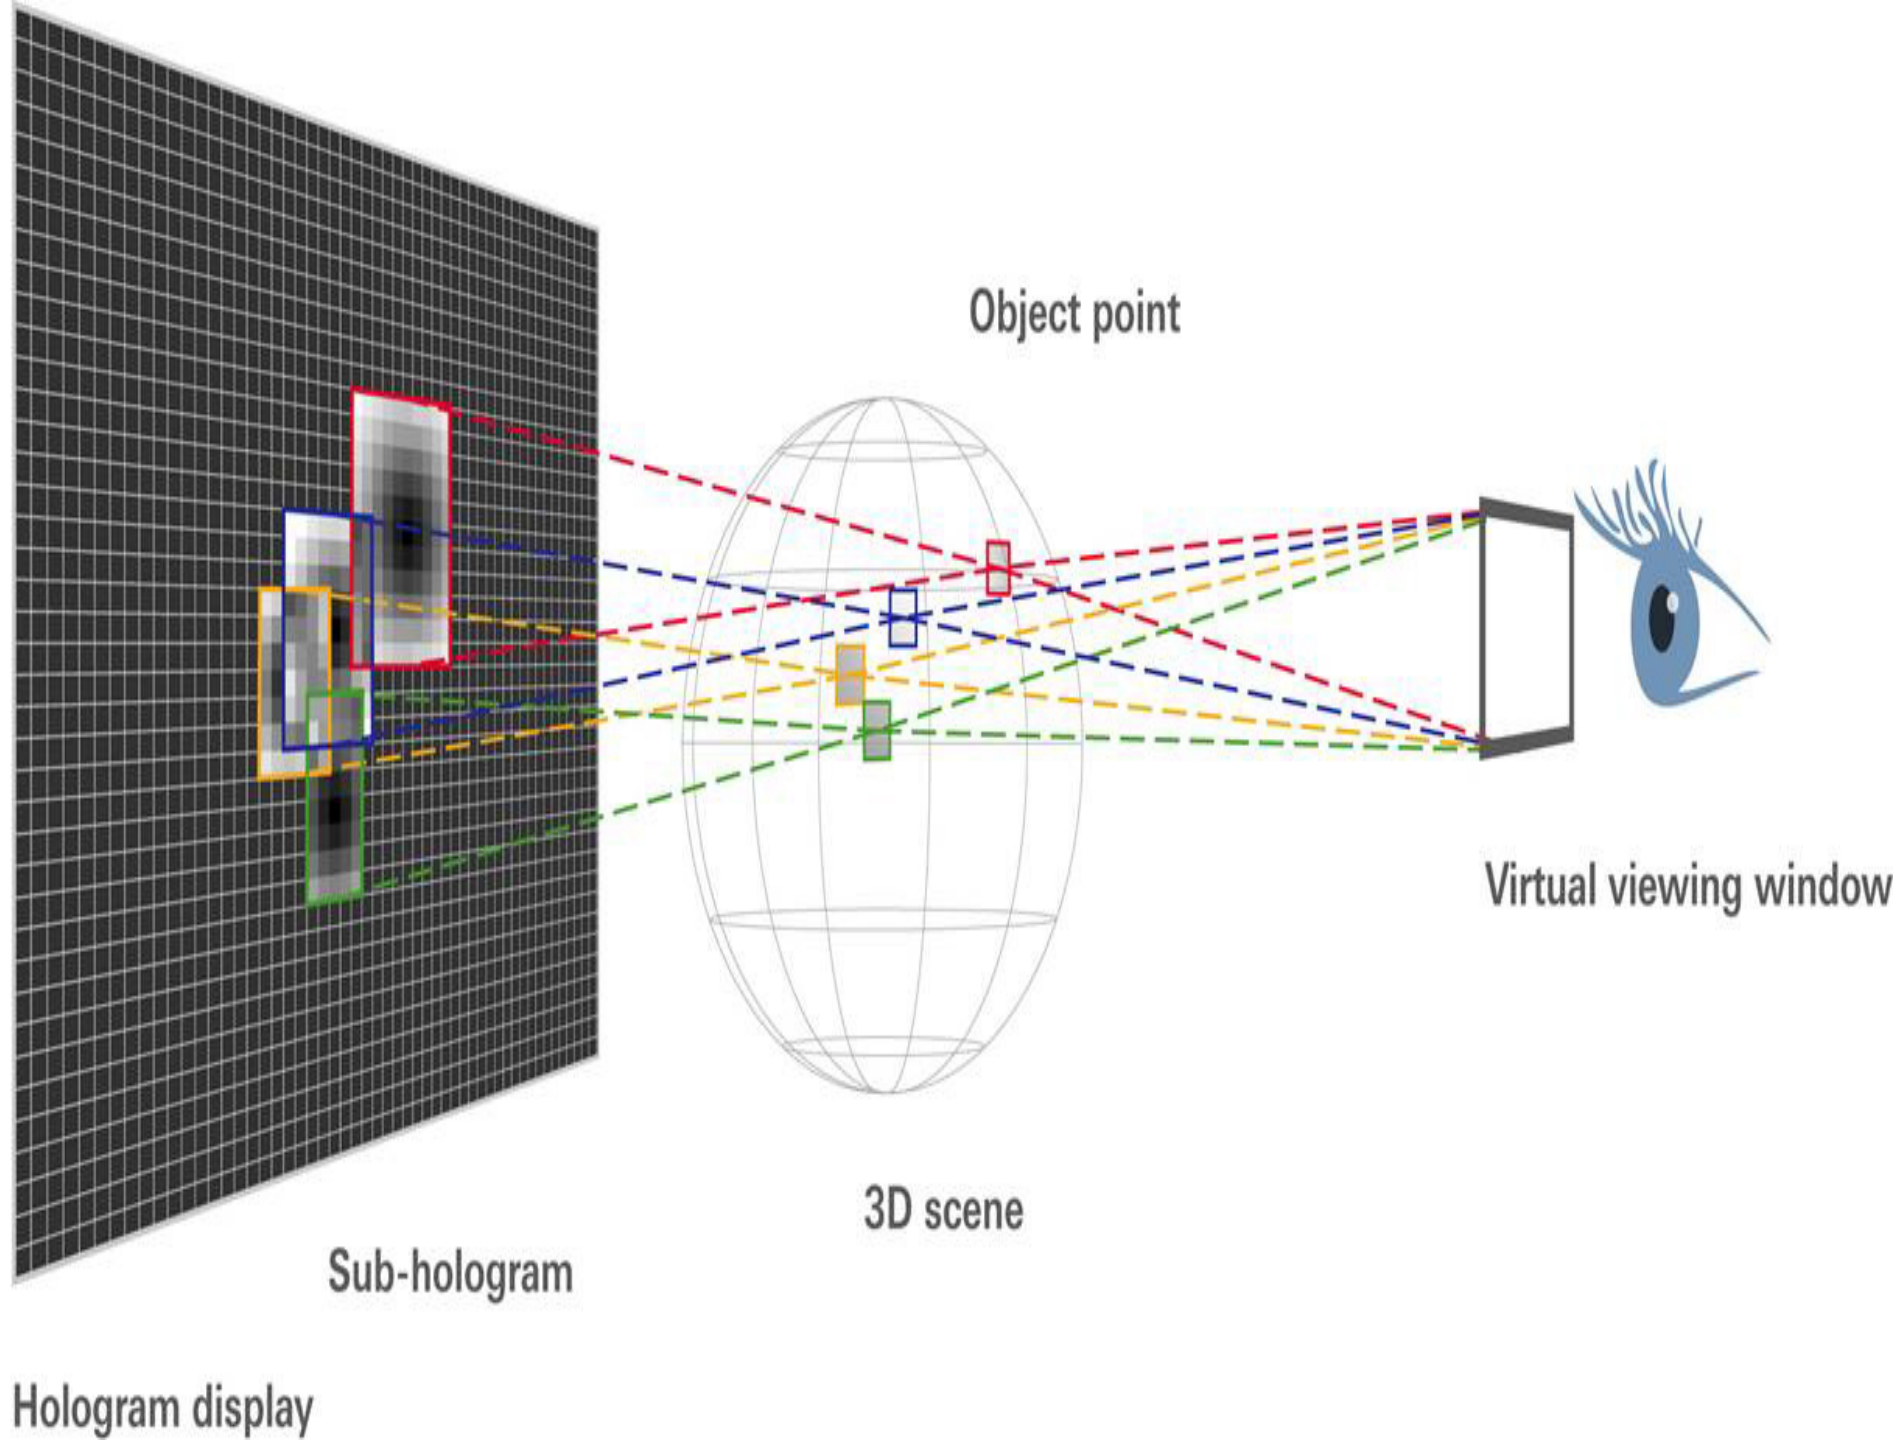 Object point
Virtual viewing window
3D scene
Sub-hologram
Hologram display